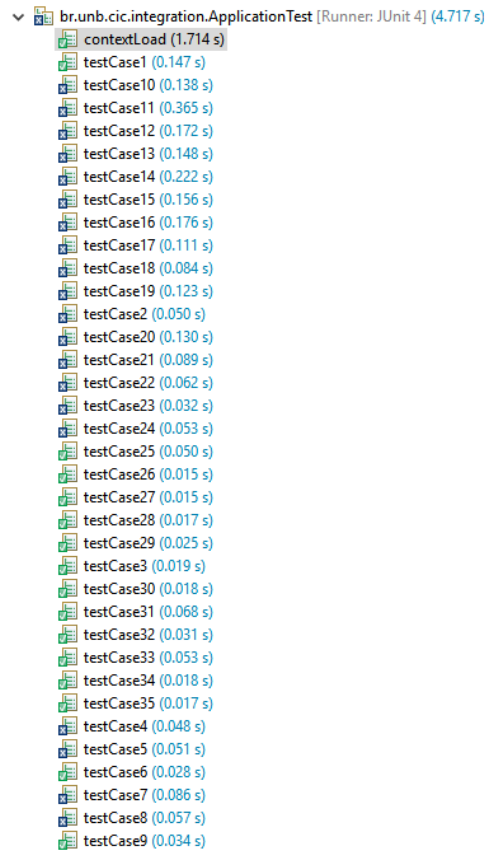 br.unb.cic.integration.ApplicationTest [Runner: JUnit 4] (4.717 s)
contextLoad (1.714 s)
testCase1 (0.147 s)
testCase10 (0.138 s)
testCase11 (0.365 s)
testCase12 (0.172 s)
testCase13 (0.148 s)
testCase14 (0.222 s)
testCase15 (0.156 s)
testCase16 (0.176 s)
testCase17 (0.111 s)
testCase18 (0.084 s)
testCase19 (0.123 s)
testCase2 (0.050 s)
testCase20 (0.130 s)
testCase21 (0.089 s)
testCase22 (0.062 s)
testCase23 (0.032 s)
testCase24 (0.053 s)
testCase25 (0.050 s)
testCase26 (0.015 s)
testCase27 (0.015 s)
testCase28 (0.017 s)
testCase29 (0.025 s)
testCase3 (0.019 s)
testCase30 (0.018 s)
testCase31 (0.068 s)
testCase32 (0.031 s)
testCase33 (0.053 s)
testCase34 (0.018 s)
testCase35 (0.017 s)
testCase4 (0.048 s)
testCase5 (0.051 s)
testCase6 (0.028 s)
testCase7 (0.086 s)
testCase8 (0.057 s)
testCase9 (0.034 s)